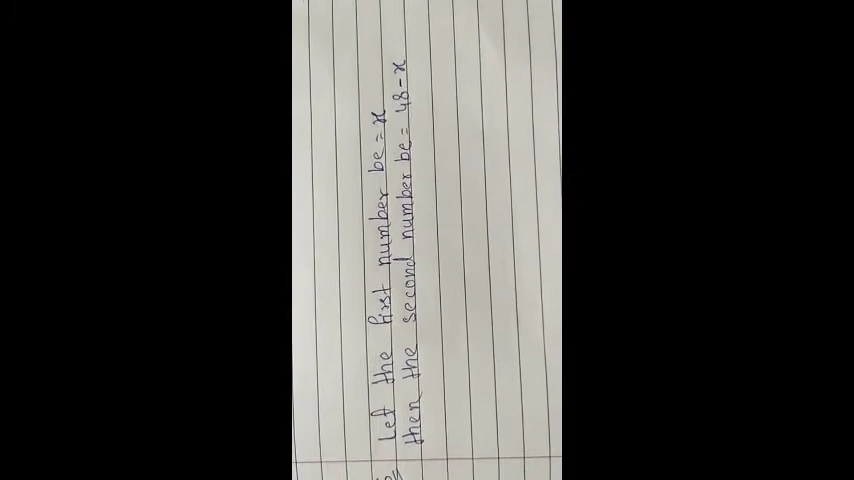 Let the first number be = x
then the second number be = 48 - x